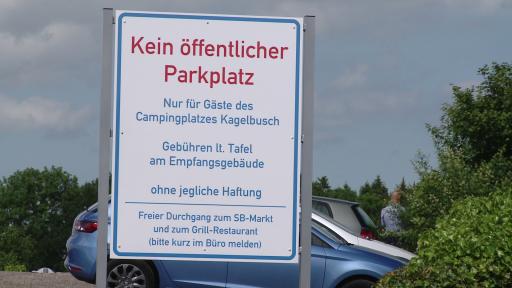 Kein öffentlicher
Parkplatz
Nur für Gäste des
Campingplatzes Kagelbusch
Gebühren lt. Tafel
am Empfangsgebäude
ohne jegliche Haftung
Freier Durchgang zum SB-Markt
und zum Grill-Restaurant
(bitte kurz im Büro melden)